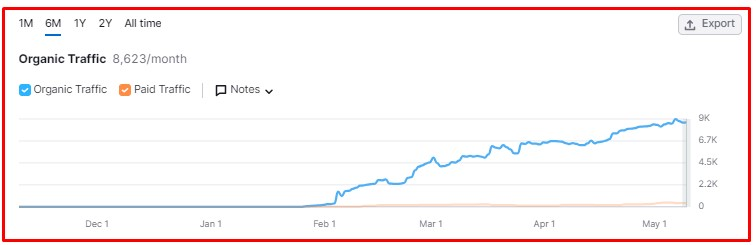 1M 6M 1Y 2Y All time Export
Organic Traffic 8,623/month
Organic Traffic Paid Traffic Notes
9K
6.7K
4.5K
2.2K
0
Dec 1 Jan 1 Feb 1 Mar 1 Apr 1 May 1